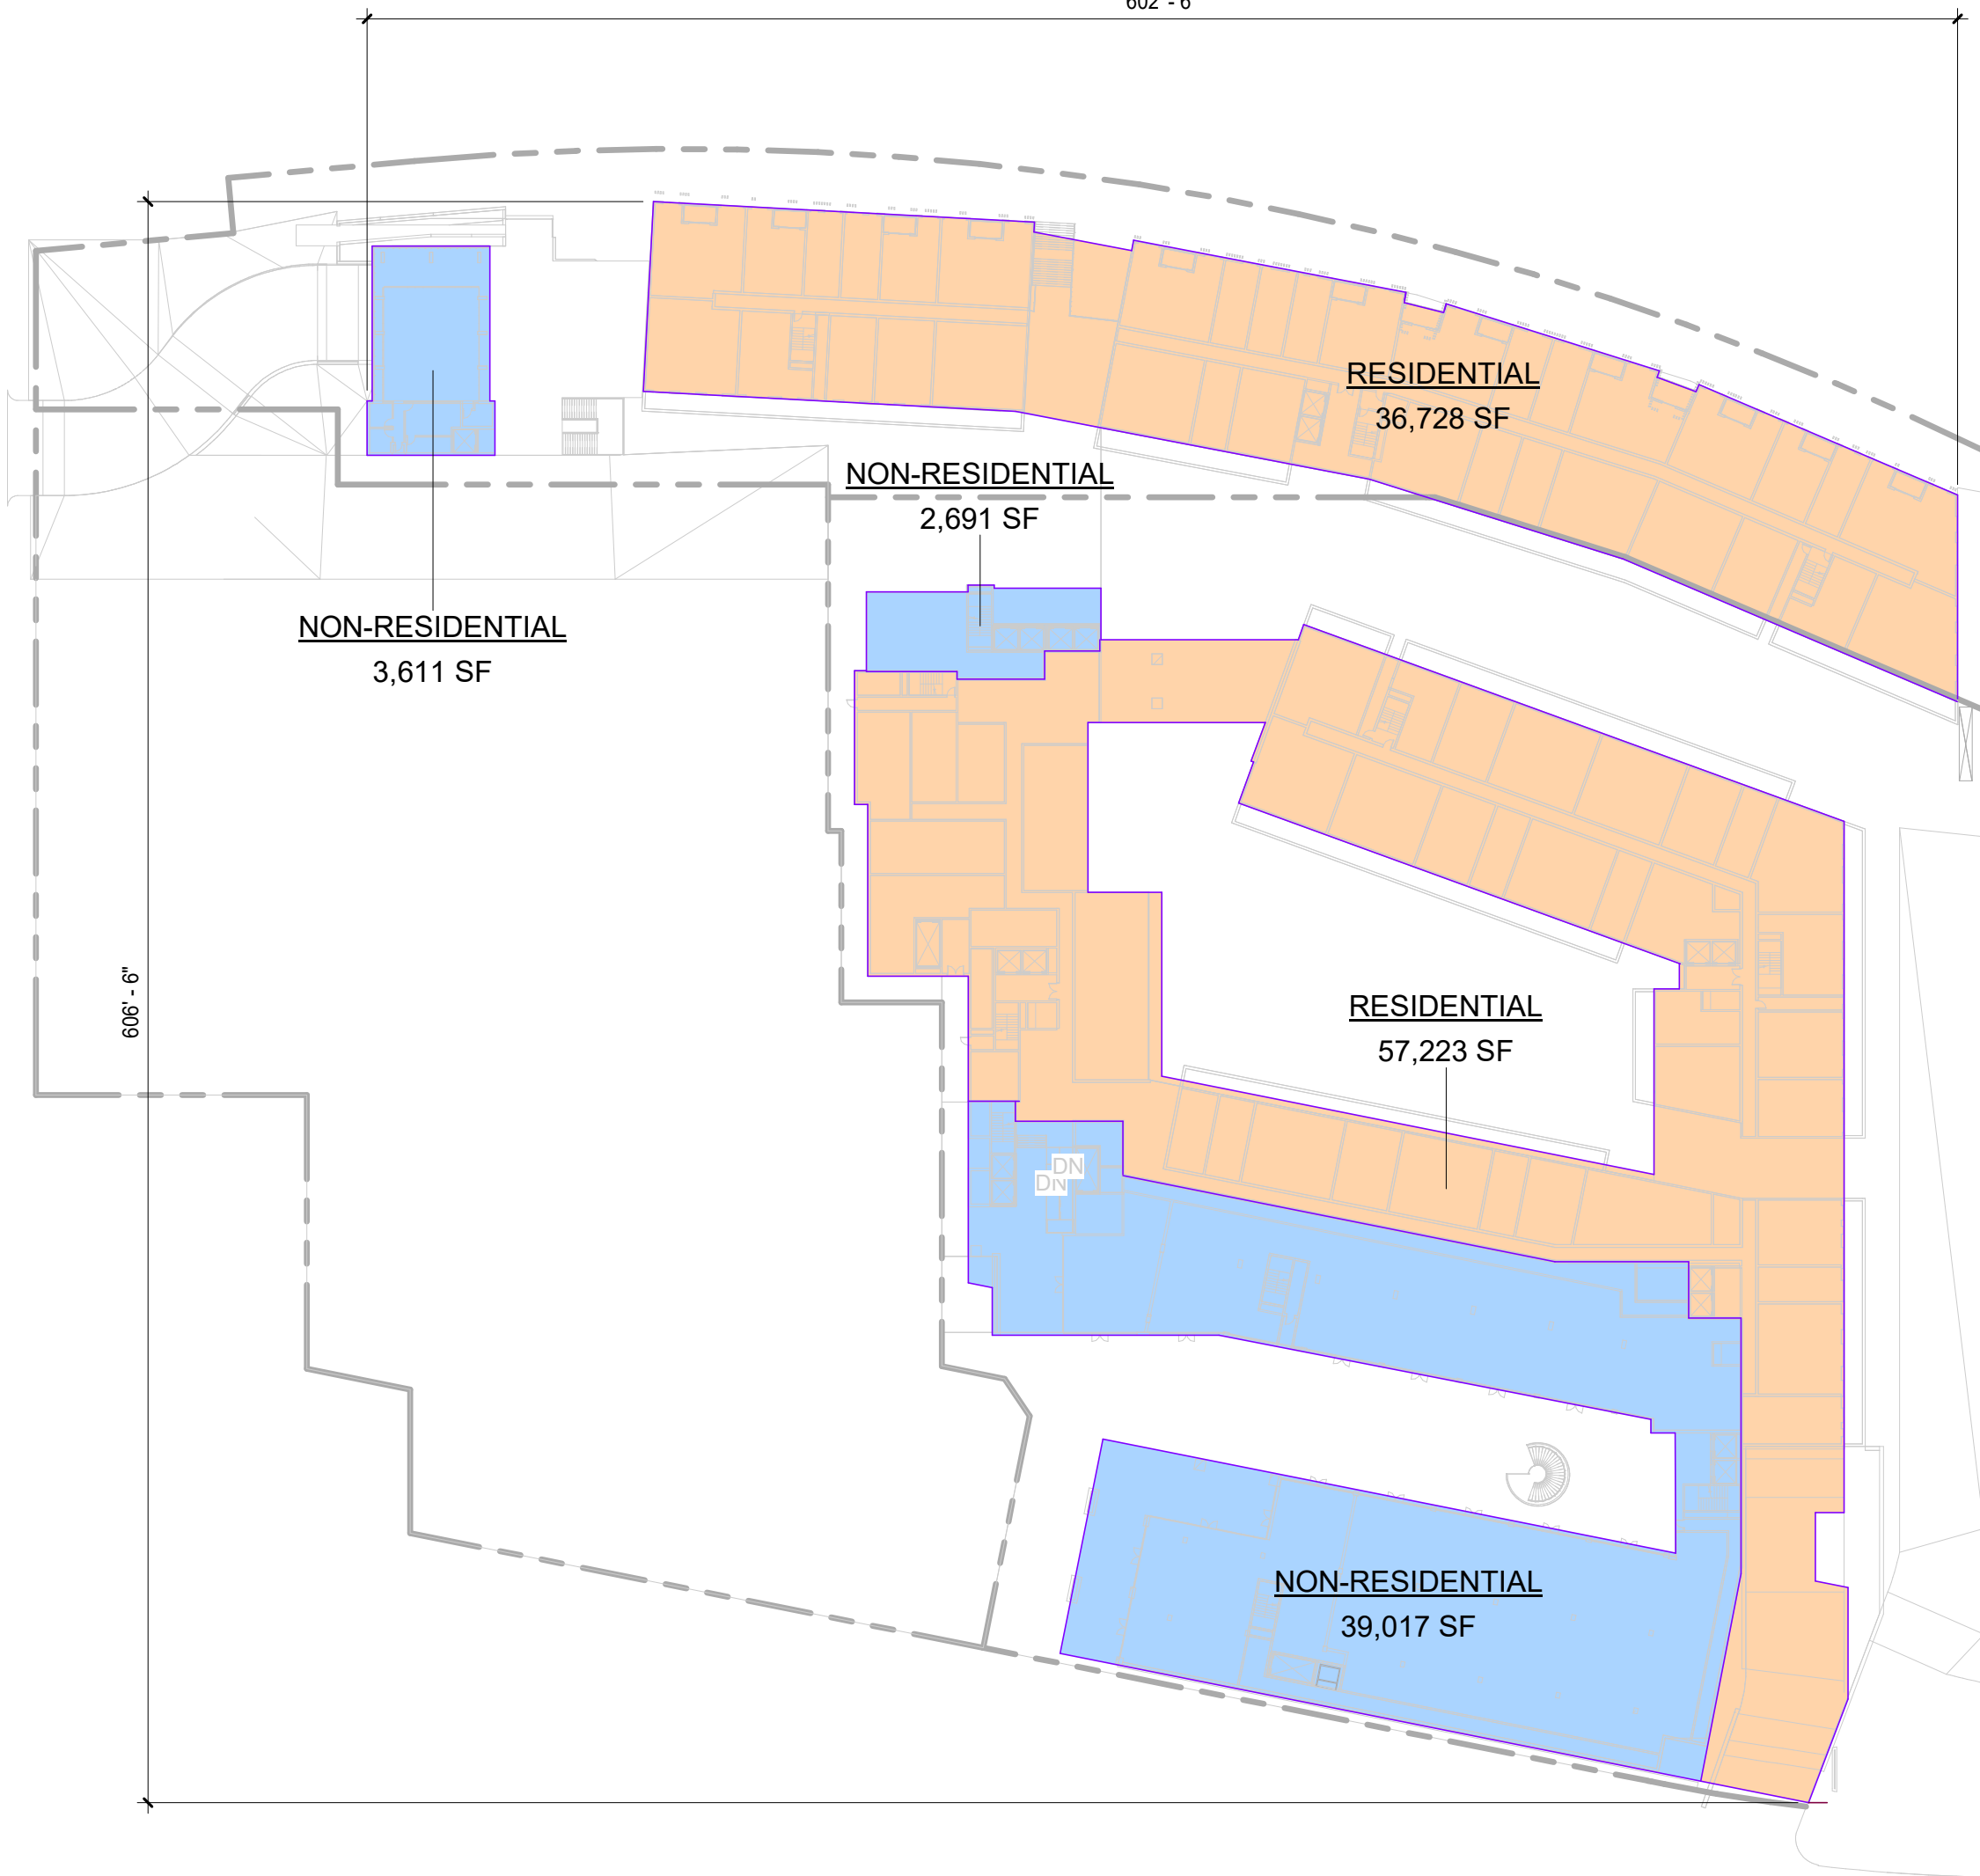 602' - 6"
RESIDENTIAL
36,728 SF
NON-RESIDENTIAL
2,691 SF
NON-RESIDENTIAL
3,611 SF
606' - 6"
RESIDENTIAL
57,223 SF
DN
DN
NON-RESIDENTIAL
39,017 SF